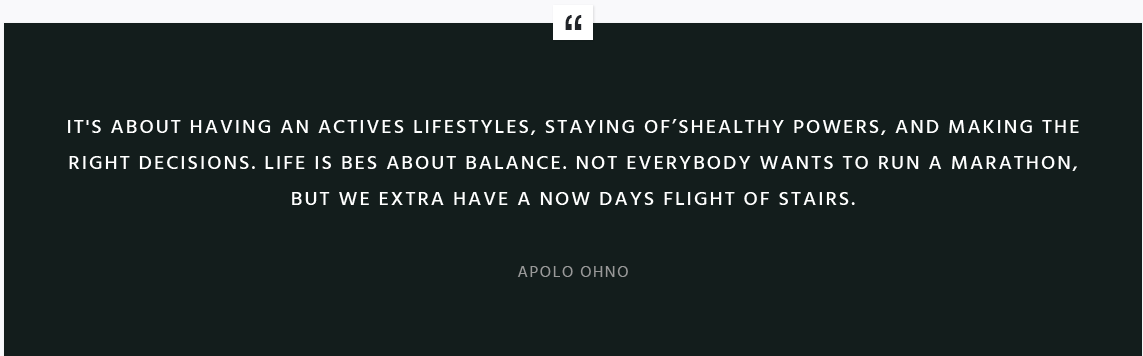 “
IT'S ABOUT HAVING AN ACTIVES LIFESTYLES, STAYING OF’SHEALTHY POWERS, AND MAKING THE
RIGHT DECISIONS. LIFE IS BES ABOUT BALANCE. NOT EVERYBODY WANTS TO RUN A MARATHON,
BUT WE EXTRA HAVE A NOW DAYS FLIGHT OF STAIRS.
APOLO OHNO